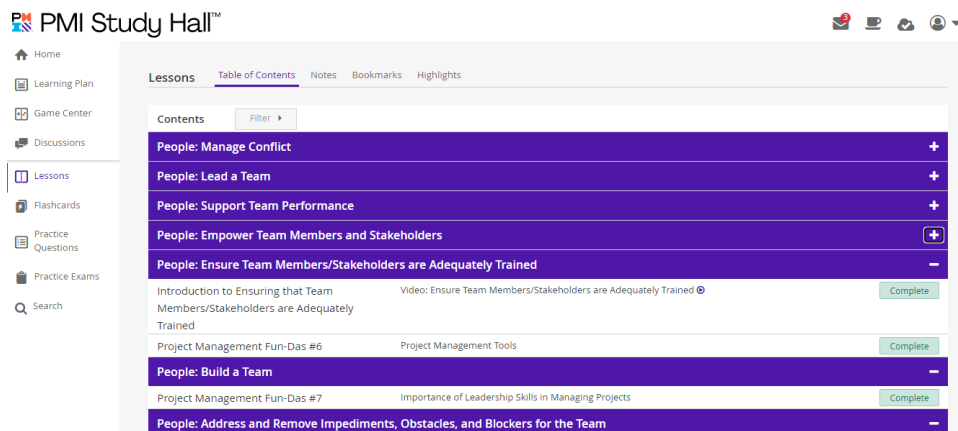 PMI Study Hall™
3
Home
Learning Plan
Game Center
Discussions
Lessons
Flashcards
Practice
Questions
Practice Exams
Search
Lessons Table of Contents Notes Bookmarks Highlights
Contents Filter
People: Manage Conflict
People: Lead a Team
People: Support Team Performance
People: Empower Team Members and Stakeholders
People: Ensure Team Members/Stakeholders are Adequately Trained
Introduction to Ensuring that Team Video: Ensure Team Members/Stakeholders are Adequately Trained Complete
Members/Stakeholders are Adequately
Trained
Project Management Fun-Das #6 Project Management Tools Complete
People: Build a Team
Project Management Fun-Das #7 Importance of Leadership Skills in Managing Projects Complete
People: Address and Remove Impediments, Obstacles, and Blockers for the Team